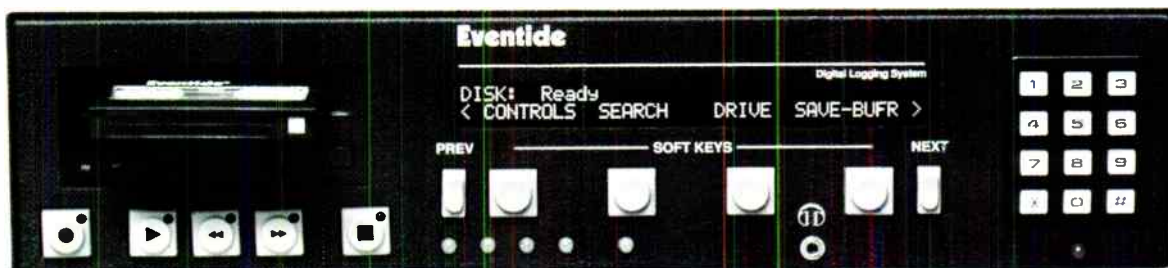 Eventide
Digital Logging System
DISK: Ready
< CONTROLS SEARCH DRIVE SAVE-BUFR >
PREV SOFT KEYS NEXT
1 2 3
4 5 6
7 8 9
* 0 #